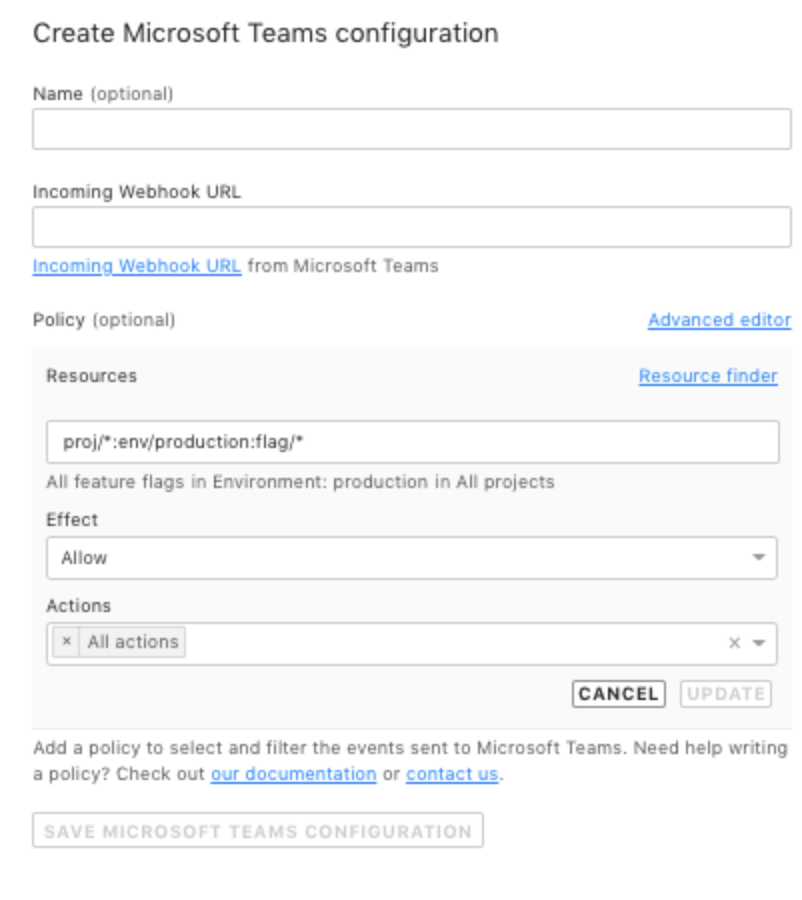 Create Microsoft Teams configuration
Name (optional)
Incoming Webhook URL
Incoming Webhook URL from Microsoft Teams
Policy (optional)
Advanced editor
Resources
Resource finder
proj/*:env/production:flag/*
All feature flags in Environment: production in All projects
Effect
Allow
Actions
× All actions
×
CANCEL
UPDATE
Add a policy to select and filter the events sent to Microsoft Teams. Need help writing
a policy? Check out our documentation or contact us.
SAVE MICROSOFT TEAMS CONFIGURATION